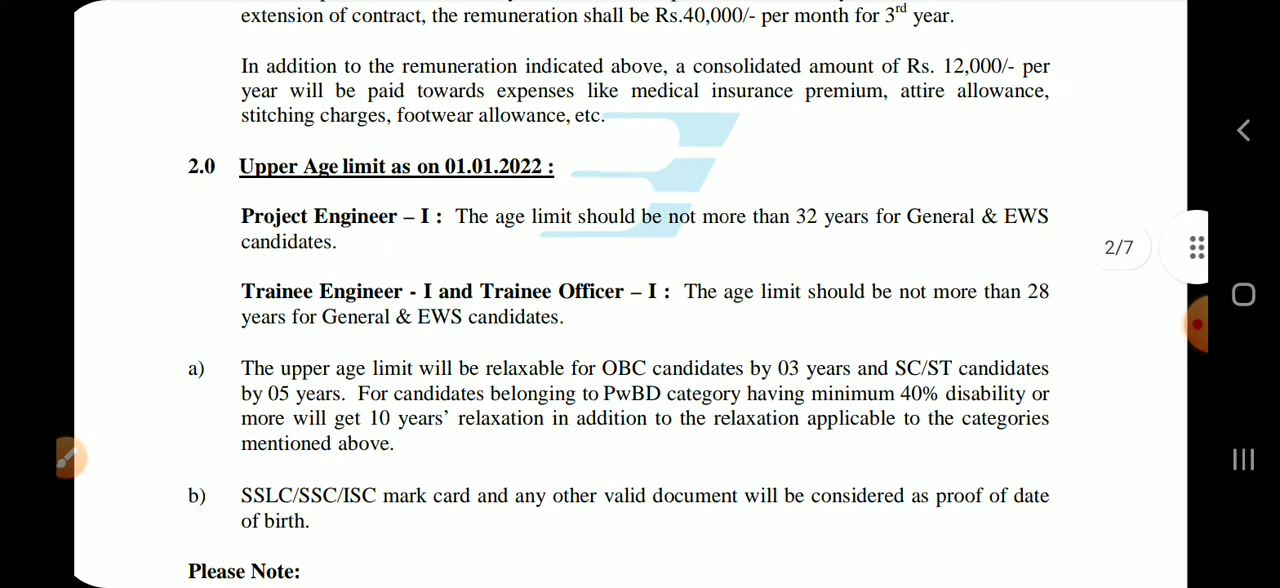 extension of contract, the remuneration shall be Rs.40,000/- per month for 3rd year.
In addition to the remuneration indicated above, a consolidated amount of Rs. 12,000/- per
year will be paid towards expenses like medical insurance premium, attire allowance,
stitching charges, footwear allowance, etc.
2.0 Upper Age limit as on 01.01.2022 :
Project Engineer – I : The age limit should be not more than 32 years for General & EWS
candidates.
2/7
Trainee Engineer - I and Trainee Officer – I : The age limit should be not more than 28
years for General & EWS candidates.
a) The upper age limit will be relaxable for OBC candidates by 03 years and SC/ST candidates
by 05 years. For candidates belonging to PwBD category having minimum 40% disability or
more will get 10 years’ relaxation in addition to the relaxation applicable to the categories
mentioned above.
b) SSLC/SSC/ISC mark card and any other valid document will be considered as proof of date
of birth.
Please Note: